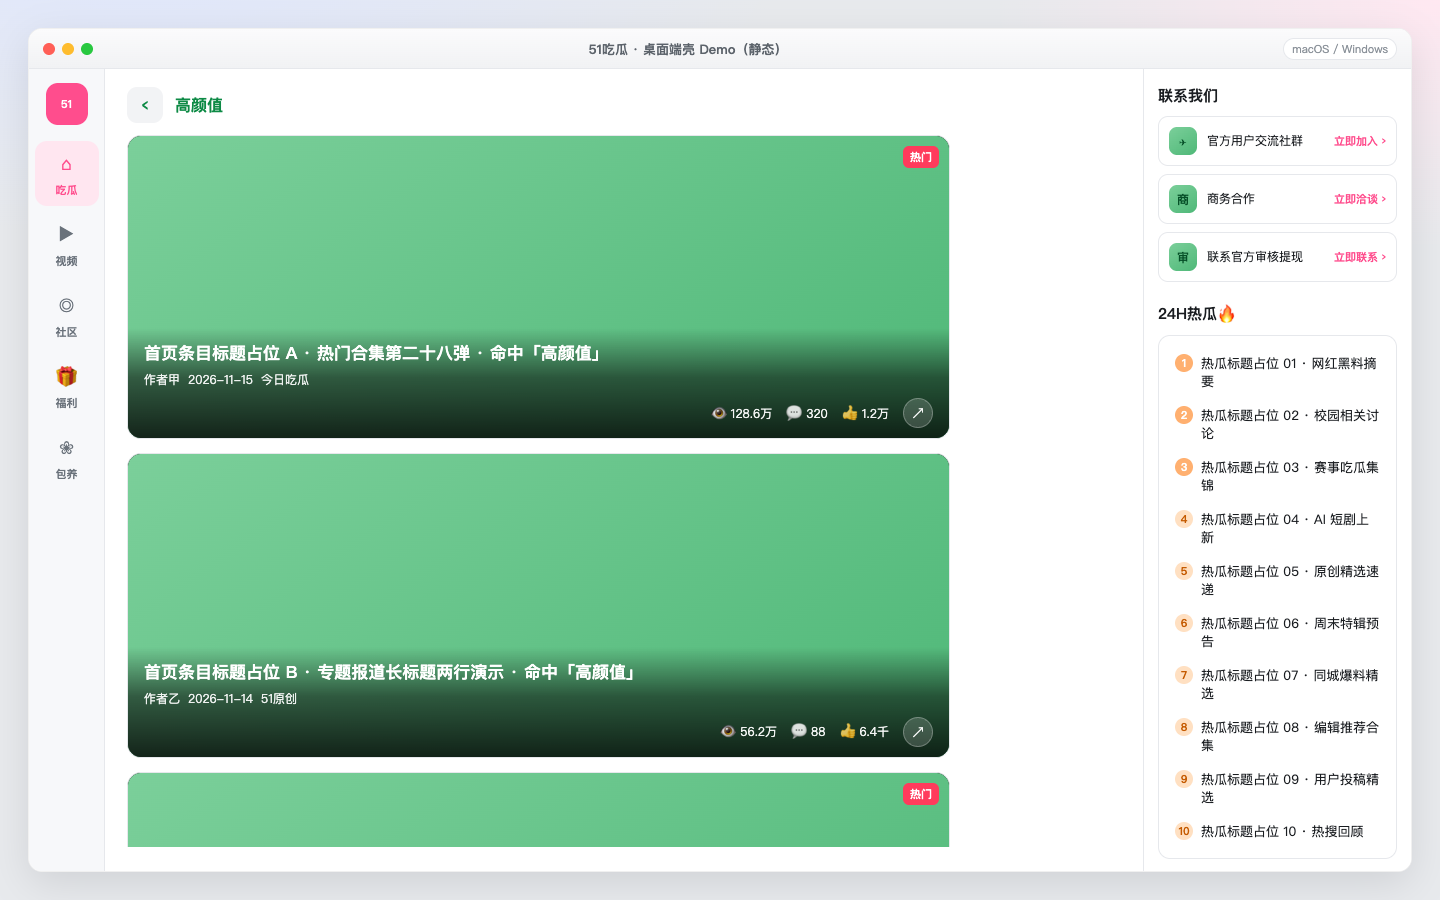 51吃瓜 · 桌面端壳 Demo（静态）
macOS / Windows
51
吃瓜
视频
社区
福利
包养
高颜值
热门
首页条目标题占位 A · 热门合集第二十八弹 · 命中「高颜值」
作者甲 2026-11-15 今日吃瓜
128.6万 320 1.2万
首页条目标题占位 B · 专题报道长标题两行演示 · 命中「高颜值」
作者乙 2026-11-14 51原创
56.2万 88 6.4千
热门
联系我们
官方用户交流社群 立即加入 ›
商 商务合作 立即洽谈 ›
审 联系官方审核提现 立即联系 ›
24H热瓜🔥
1 热瓜标题占位 01 · 网红黑料摘
要
2 热瓜标题占位 02 · 校园相关讨
论
3 热瓜标题占位 03 · 赛事吃瓜集
锦
4 热瓜标题占位 04 · AI 短剧上
新
5 热瓜标题占位 05 · 原创精选速
递
6 热瓜标题占位 06 · 周末特辑预
告
7 热瓜标题占位 07 · 同城爆料精
选
8 热瓜标题占位 08 · 编辑推荐合
集
9 热瓜标题占位 09 · 用户投稿精
选
10 热瓜标题占位 10 · 热搜回顾